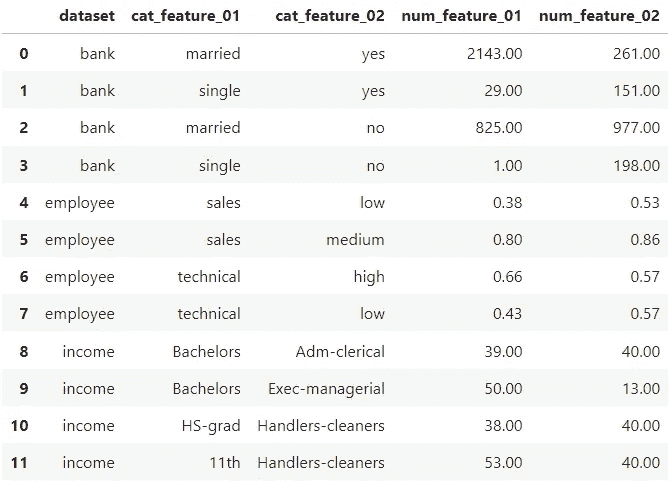 dataset cat_feature_01 cat_feature_02 num_feature_01 num_feature_02
0 bank married yes 2143.00 261.00
1 bank single yes 29.00 151.00
2 bank married no 825.00 977.00
3 bank single no 1.00 198.00
4 employee sales low 0.38 0.53
5 employee sales medium 0.80 0.86
6 employee technical high 0.66 0.57
7 employee technical low 0.43 0.57
8 income Bachelors Adm-clerical 39.00 40.00
9 income Bachelors Exec-managerial 50.00 13.00
10 income HS-grad Handlers-cleaners 38.00 40.00
11 income 11th Handlers-cleaners 53.00 40.00